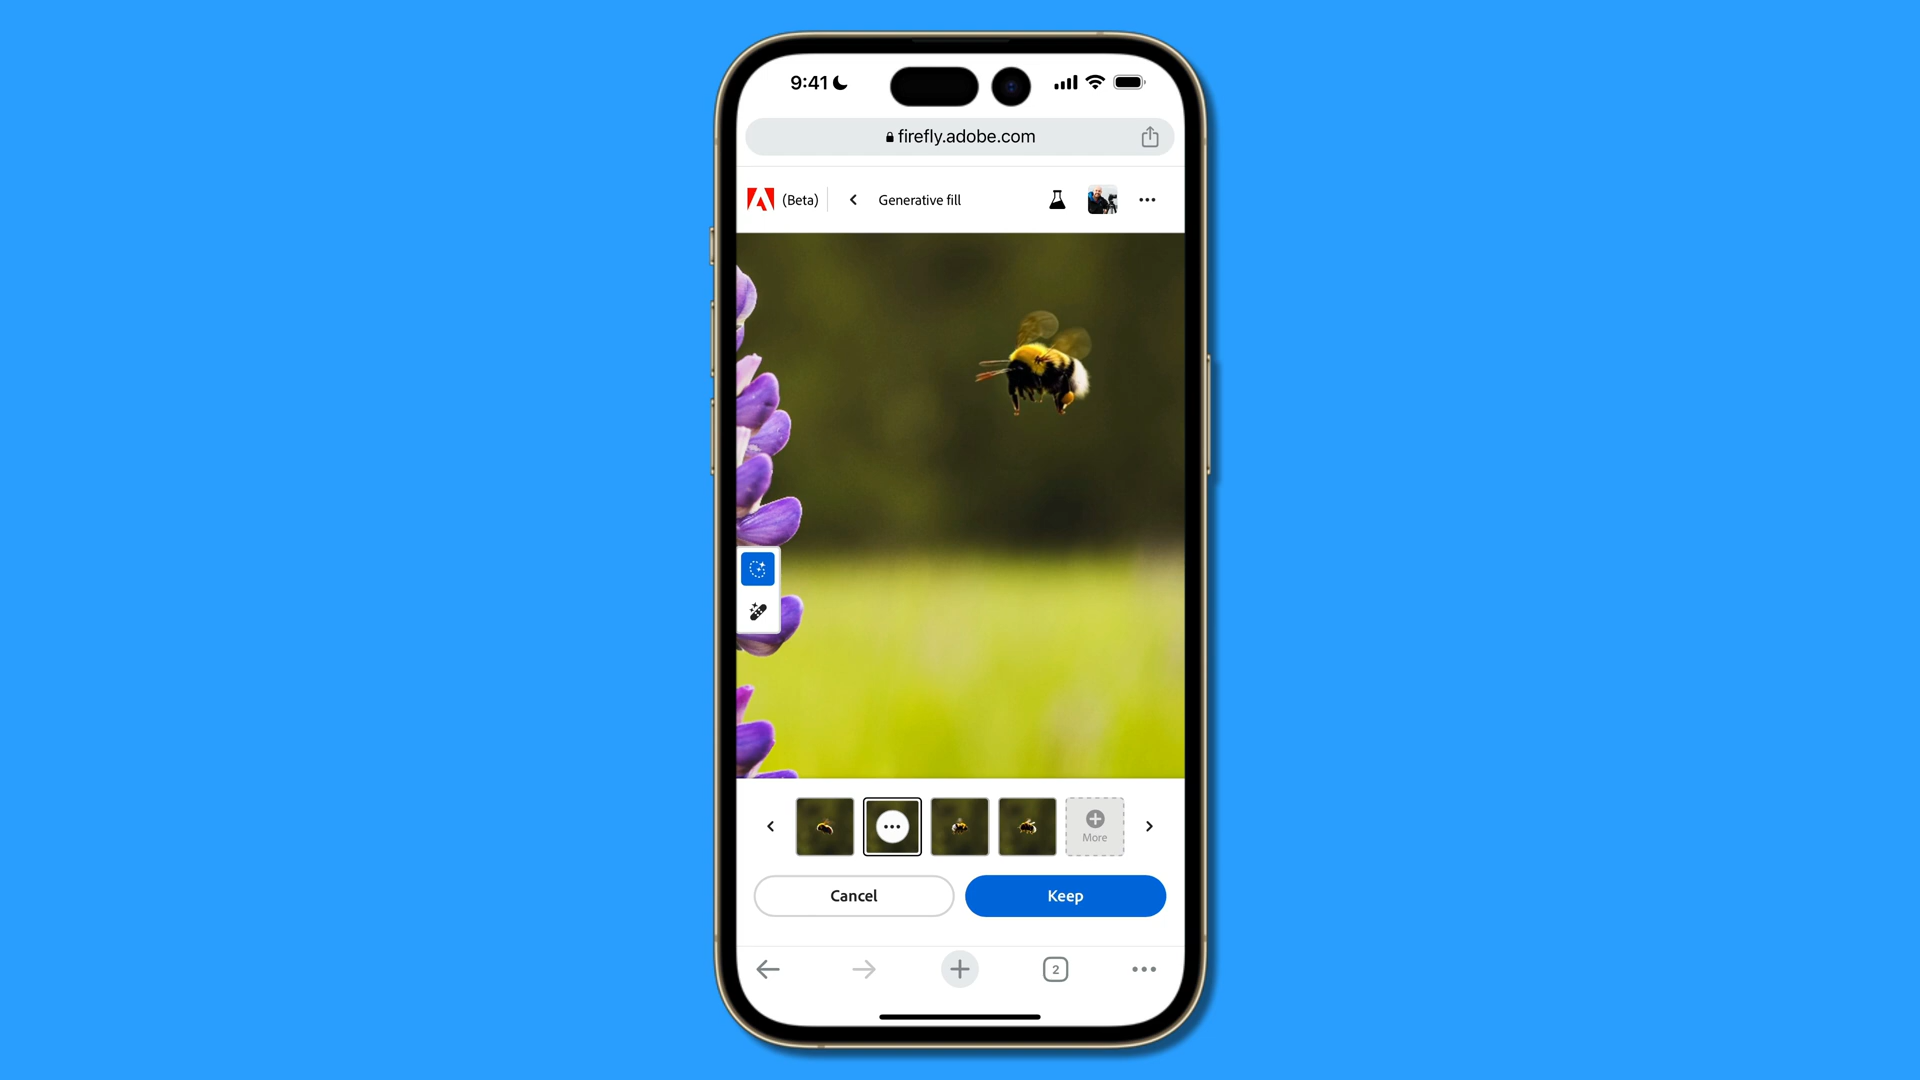 9:41
firefly.adobe.com
(Beta)
Generative fill
More
Cancel
Keep
2